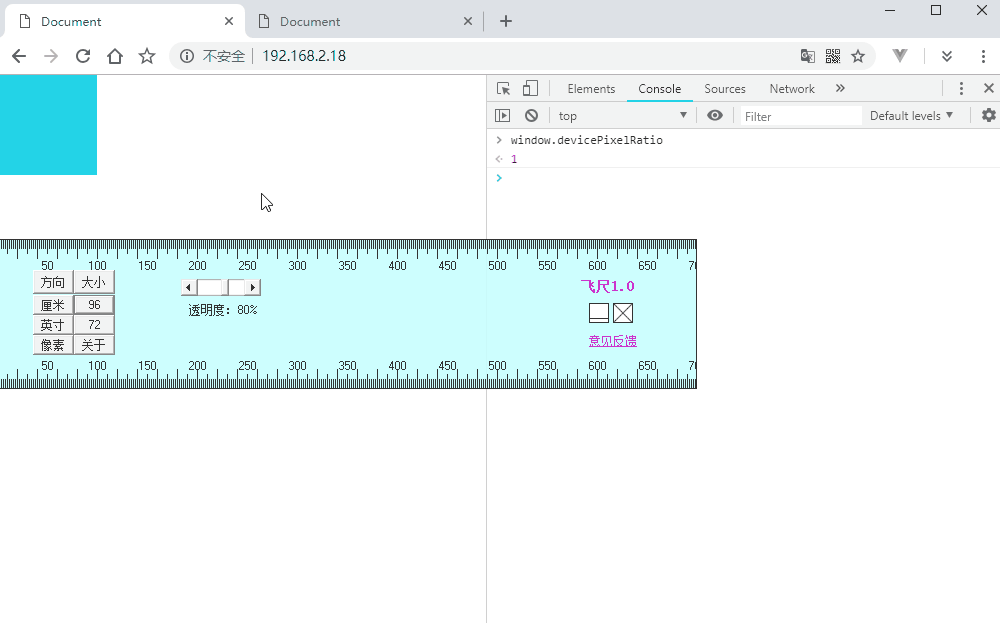 Document
Document
不安全
192.168.2.18
Elements Console Sources Network
top Filter Default levels
window.devicePixelRatio
1
50 100 150 200 250 300 350 400 450 500 550 600 650 70
方向 大小
厘米 96
英寸 72
像素 关于
透明度：80%
飞尺1.0
意见反馈
50 100 150 200 250 300 350 400 450 500 550 600 650 70